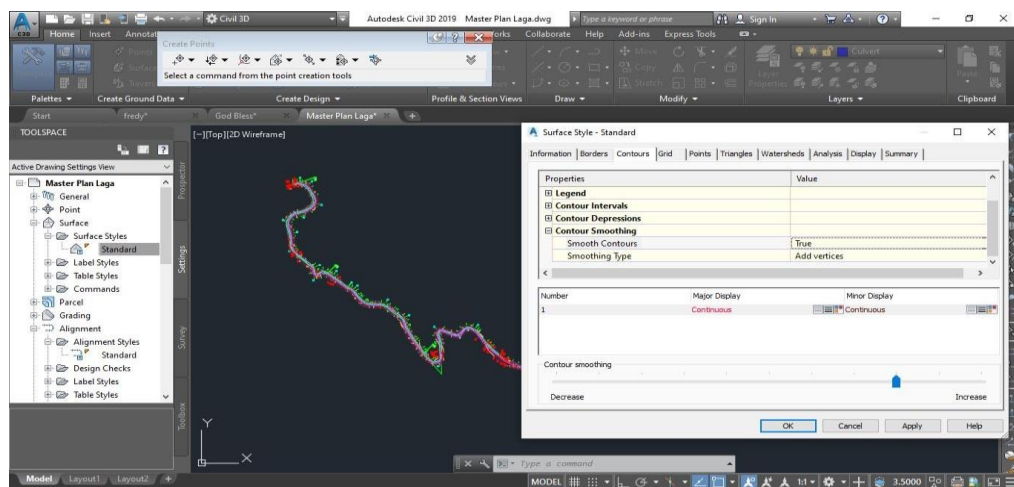 Civil 3D
Autodesk Civil 3D 2019 Master Plan Laga.dwg
Type a keyword or phrase
Sign In
C3D
Home Insert Annotat
Create Points
Collaborate Help Add-ins Express Tools
Select a command from the point creation tools
Move
Copy
Stretch
Layer Properties
Culvert
Paste
Palettes Create Ground Data Create Design Profile & Section Views Draw Modify Layers Clipboard
Start fredy* God Bless* Master Plan Laga*
TOOLSPACE
Active Drawing Settings View
Master Plan Laga
General
Point
Surface
Surface Styles
Standard
Label Styles
Table Styles
Commands
Parcel
Grading
Alignment
Alignment Styles
Standard
Design Checks
Label Styles
Table Styles
Prospector
Settings
Survey
Toolbox
[-][Top][2D Wireframe]
Y
X
Surface Style - Standard
Information Borders Contours Grid Points Triangles Watersheds Analysis Display Summary
Properties Value
Legend
Contour Intervals
Contour Depressions
Contour Smoothing
Smooth Contours True
Smoothing Type Add vertices
Number Major Display Minor Display
1 Continuous Continuous
Contour smoothing
Decrease Increase
OK Cancel Apply Help
Type a command
Model Layout1 Layout2 +
MODEL 1:1 3.5000